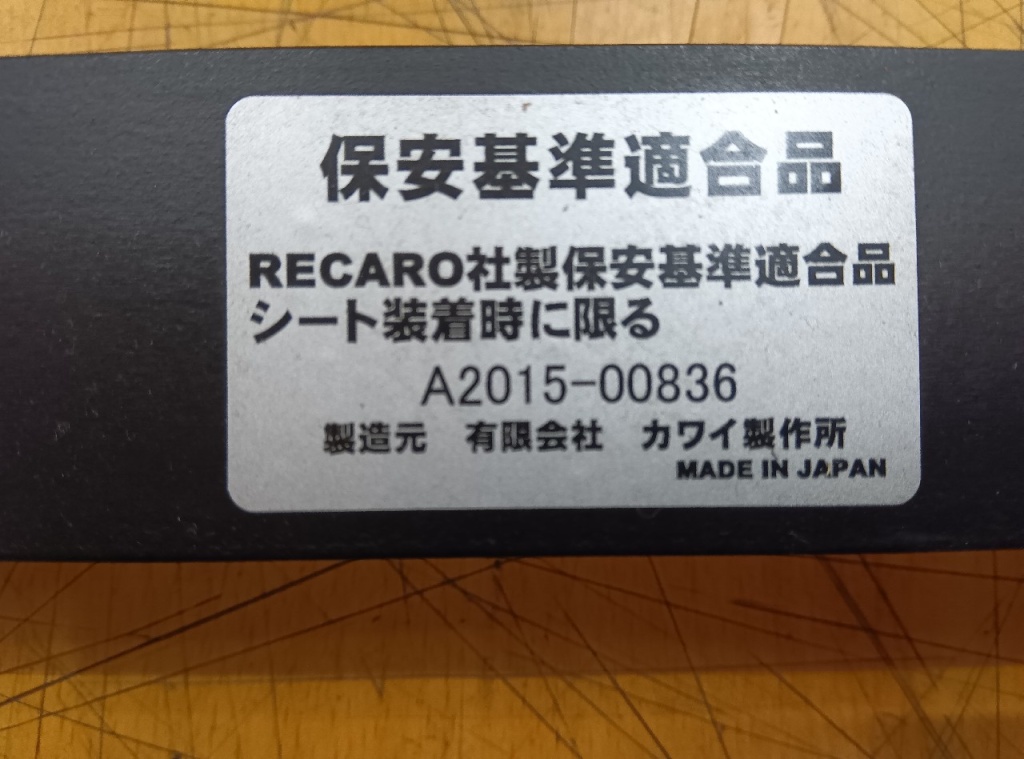 保安基準適合品
RECARO社製保安基準適合品
シート装着時に限る
A2015-00836
製造元　有限会社　カワイ製作所
MADE IN JAPAN